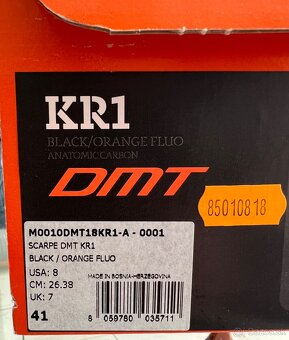 KR1
BLACK/ORANGE FLUO
ANATOMIC CARBON
DMT
85010818
M0010DMT18KR1-A - 0001
SCARPE DMT KR1
BLACK / ORANGE FLUO
USA: 8
MADE IN BOSNIA-HERZEGOVINA
CM: 26.38
UK: 7
41
8 059780 035711